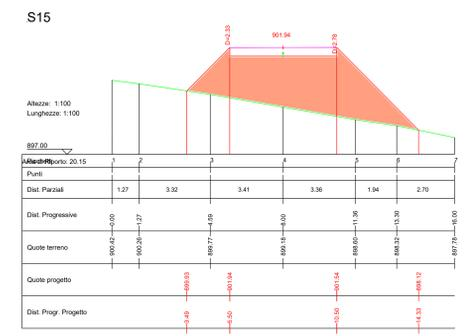 S15
D=2.33
901.94
D=2.78
Altezze: 1:100
Lunghezze: 1:100
897.00
riporto: 20.15
1 2 3 4 5 6 7
Punti
Dist. Parziali 1.27 3.32 3.41 3.36 1.94 2.70
Dist. Progressive 0.00 1.27 4.59 8.00 11.36 13.30 16.00
Quote terreno 900.42 900.26 899.77 899.18 898.60 898.32 897.78
Quote progetto 899.93 901.94 901.54 898.12
Dist. Progr. Progetto 3.49 5.50 10.50 14.33